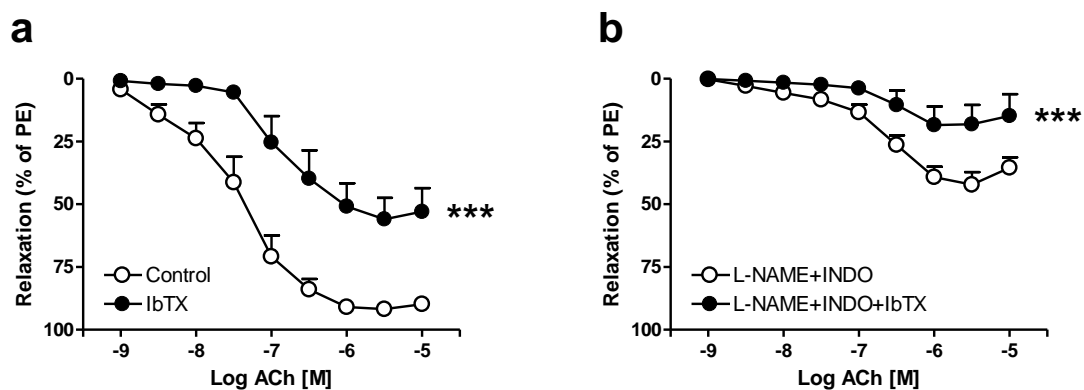 a
b
Relaxation (% of PE)
0
25
50
75
100
Control
IbTX
***
-9 -8 -7 -6 -5
Log ACh [M]
Relaxation (% of PE)
0
25
50
75
100
L-NAME+INDO
L-NAME+INDO+IbTX
***
-9 -8 -7 -6 -5
Log ACh [M]